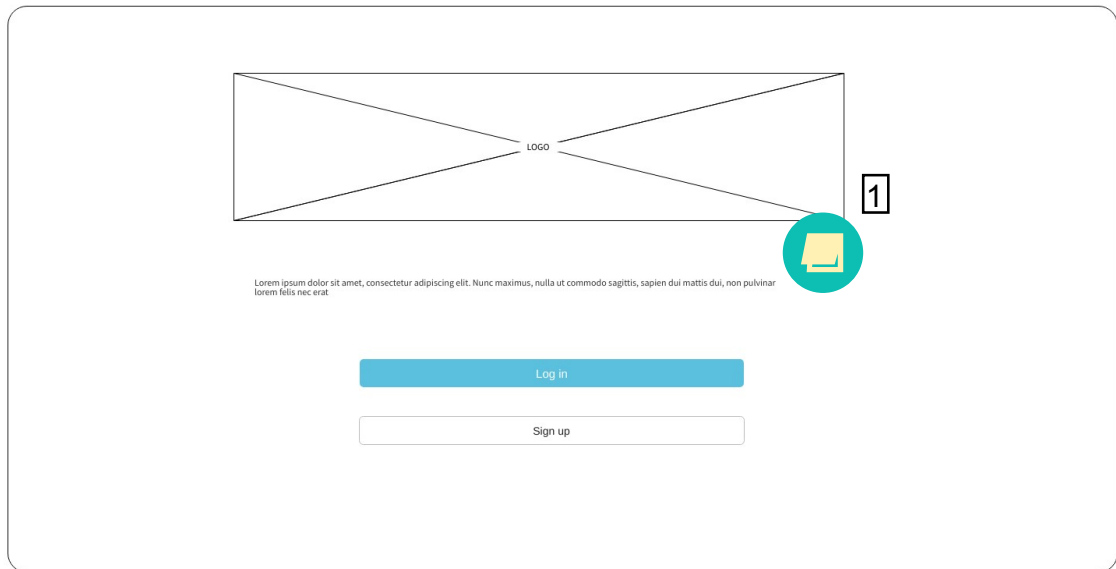 LOGO
1
Lorem ipsum dolor sit amet, consectetur adipiscing elit. Nunc maximus, nulla ut commodo sagittis, sapien dui mattis dui, non pulvinar
lorem felis nec erat
Log in
Sign up